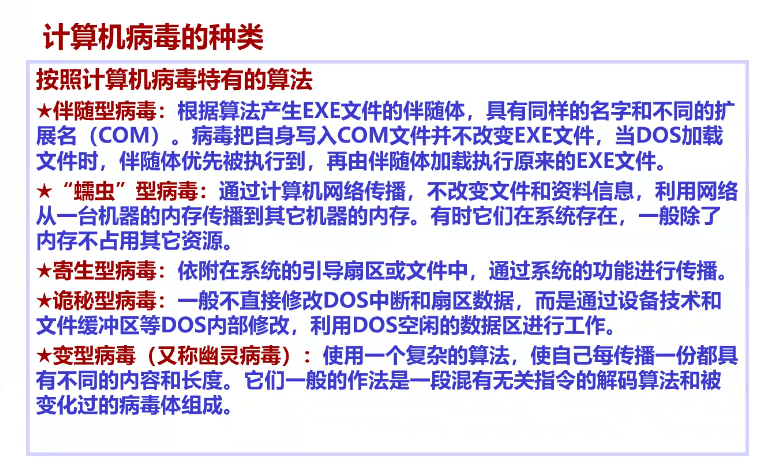 计算机病毒的种类
按照计算机病毒特有的算法
★伴随型病毒：根据算法产生EXE文件的伴随体，具有同样的名字和不同的扩
展名（COM）。病毒把自身写入COM文件并不改变EXE文件，当DOS加载
文件时，伴随体优先被执行到，再由伴随体加载执行原来的EXE文件。
★“蠕虫”型病毒：通过计算机网络传播，不改变文件和资料信息，利用网络
从一台机器的内存传播到其它机器的内存。有时它们在系统存在，一般除了
内存不占用其它资源。
★寄生型病毒：依附在系统的引导扇区或文件中，通过系统的功能进行传播。
★诡秘型病毒：一般不直接修改DOS中断和扇区数据，而是通过设备技术和
文件缓冲区等DOS内部修改，利用DOS空闲的数据区进行工作。
★变型病毒（又称幽灵病毒）：使用一个复杂的算法，使自己每传播一份都具
有不同的内容和长度。它们一般的作法是一段混有无关指令的解码算法和被
变化过的病毒体组成。